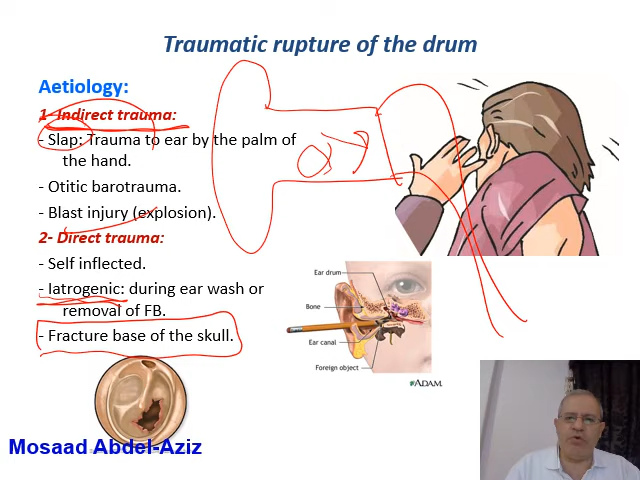 Traumatic rupture of the drum
Aetiology:
1- Indirect trauma:
- Slap: Trauma to ear by the palm of
the hand.
- Otitic barotrauma.
- Blast injury (explosion).
2- Direct trauma:
- Self inflected.
- Iatrogenic: during ear wash or
removal of FB.
- Fracture base of the skull.
Ear drum
Bone
Ear canal
Foreign object
ADAM.
Mosaad Abdel-Aziz